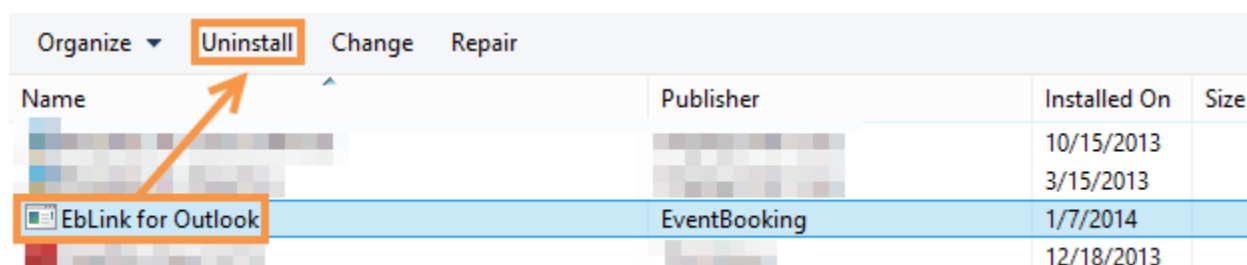 Organize Uninstall Change Repair
Name Publisher Installed On Size
10/15/2013
3/15/2013
EbLink for Outlook EventBooking 1/7/2014
12/18/2013